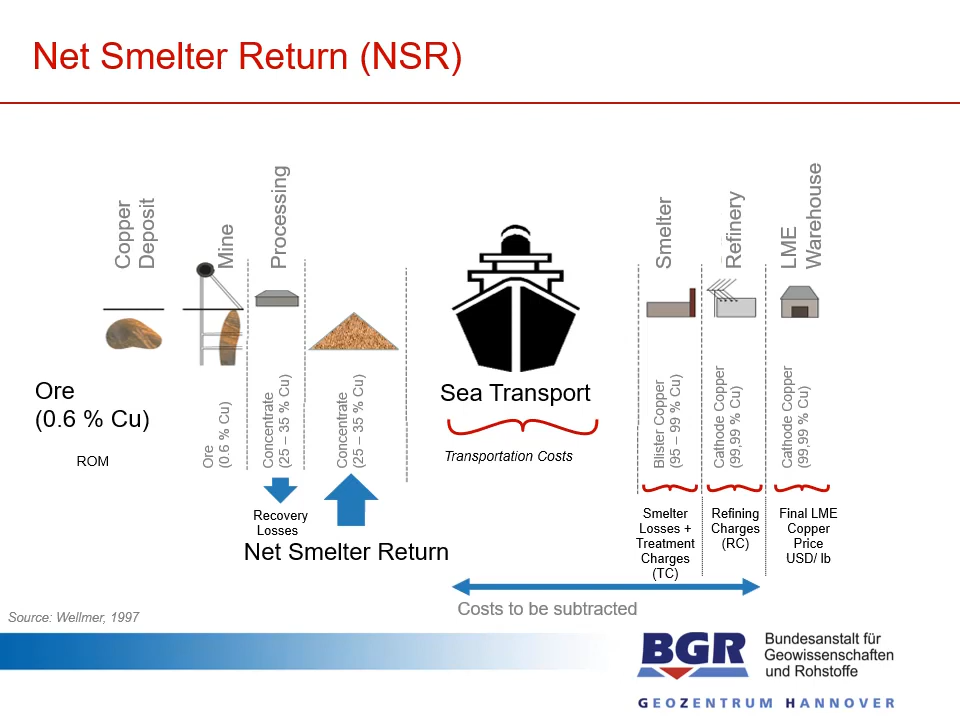 Net Smelter Return (NSR)
Copper
Deposit
Mine
Processing
Smelter
Refinery
LME
Warehouse
Ore
(0.6 % Cu)
ROM
Ore
(0.6 % Cu)
Concentrate
(25 – 35 % Cu)
Concentrate
(25 – 35 % Cu)
Sea Transport
Transportation Costs
Blister Copper
(95 – 99 % Cu)
Cathode Copper
(99,99 % Cu)
Cathode Copper
(99,99 % Cu)
Recovery
Losses
Net Smelter Return
Smelter
Losses +
Treatment
Charges
(TC)
Refining
Charges
(RC)
Final LME
Copper
Price
USD/ lb
Costs to be subtracted
Source: Wellmer, 1997
BGR
Bundesanstalt für
Geowissenschaften
und Rohstoffe
GEOZENTRUM HANNOVER